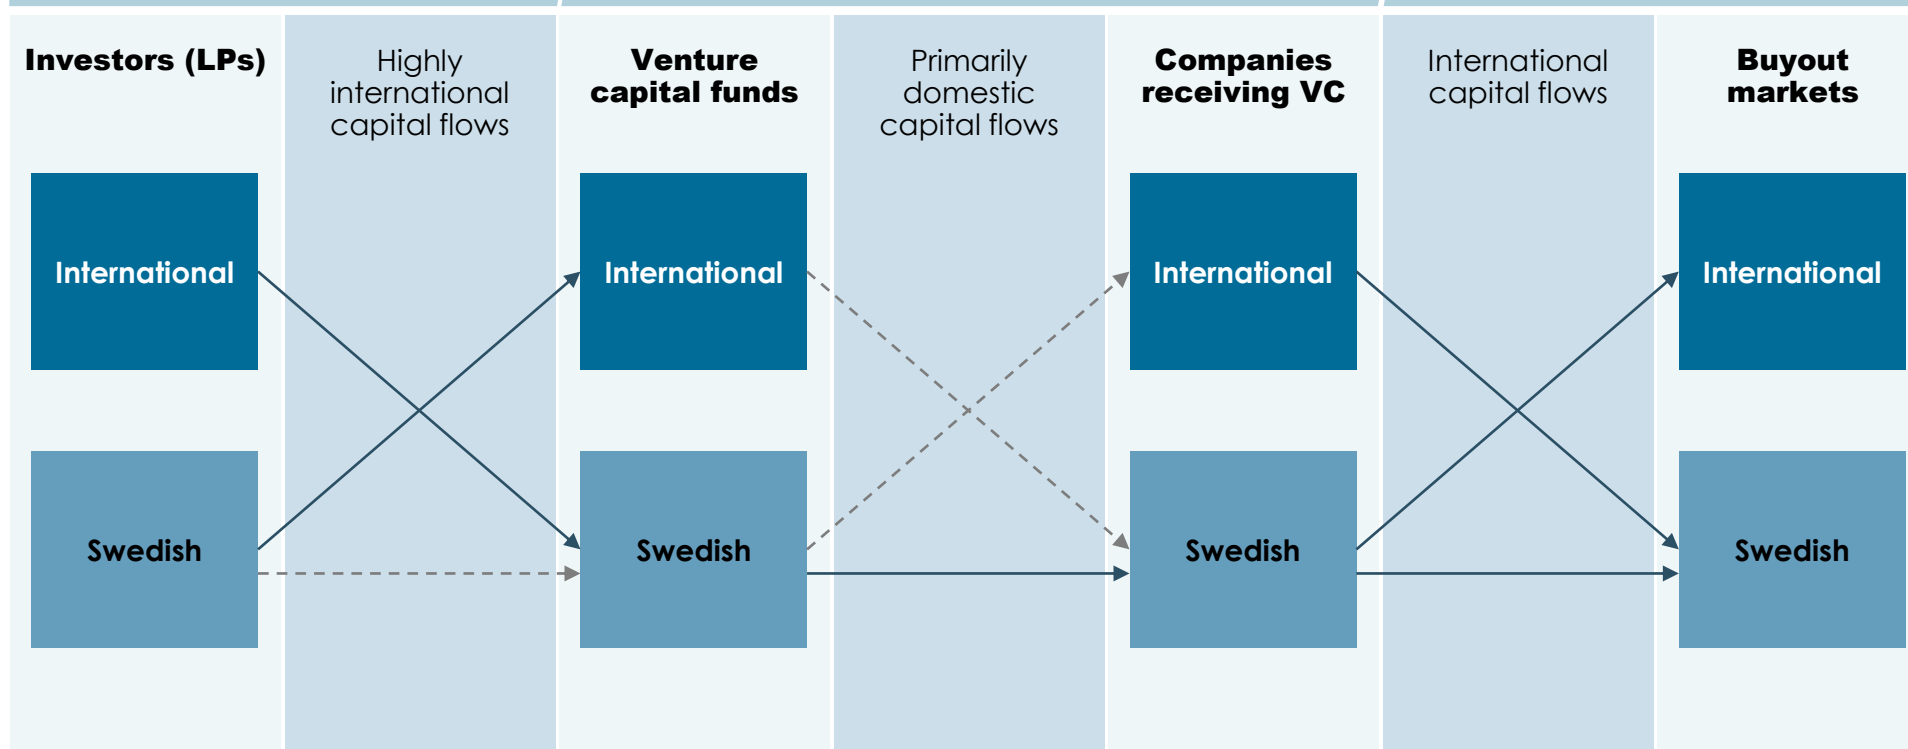 Investors (LPs)
Highly
international
capital flows
Venture
capital funds
Primarily
domestic
capital flows
Companies
receiving VC
International
capital flows
Buyout
markets
International
International
International
International
Swedish
Swedish
Swedish
Swedish